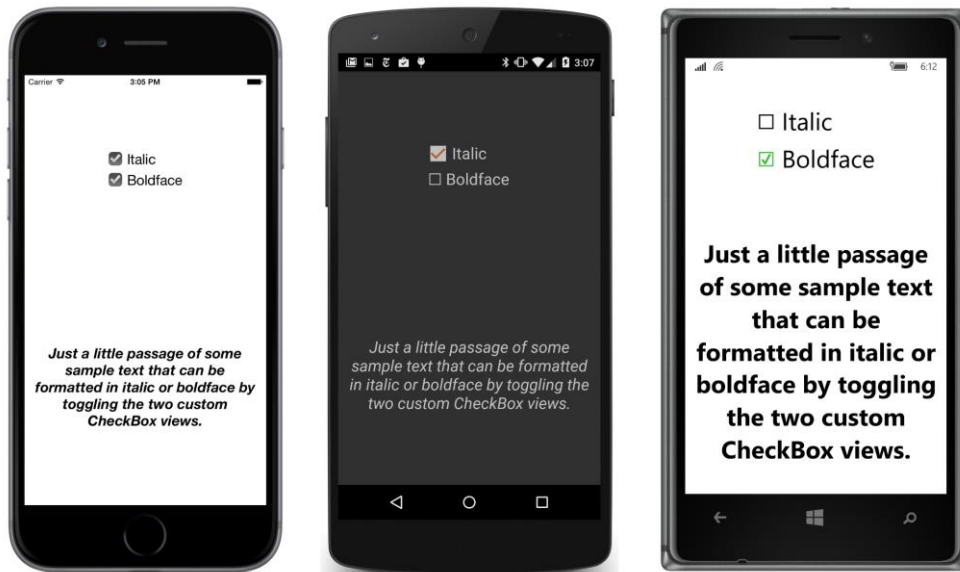 Carrier
3:05 PM
Italic
Boldface
Just a little passage of some
sample text that can be
formatted in italic or boldface by
toggling the two custom
CheckBox views.
3:07
Italic
Boldface
Just a little passage of some
sample text that can be formatted
in italic or boldface by toggling the
two custom CheckBox views.
6:12
Italic
Boldface
Just a little passage
of some sample text
that can be
formatted in italic or
boldface by toggling
the two custom
CheckBox views.